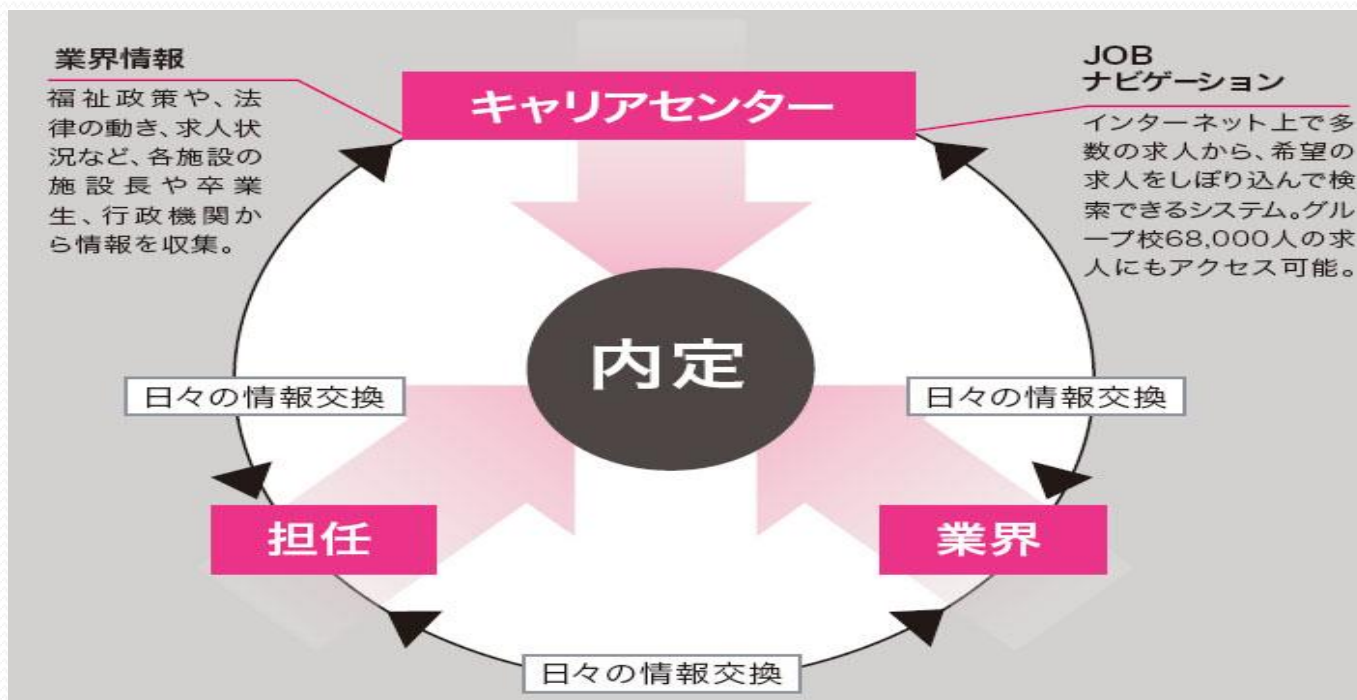 業界情報
福祉政策や、法
律の動き、求人状
況など、各施設の
施設長や卒業
生、行政機関か
ら情報を収集。
キャリアセンター
JOB
ナビゲーション
インターネット上で多
数の求人から、希望の
求人をしぼり込んで検
索できるシステム。グル
ープ校68,000人の求
人にもアクセス可能。
内定
日々の情報交換
日々の情報交換
担任
業界
日々の情報交換